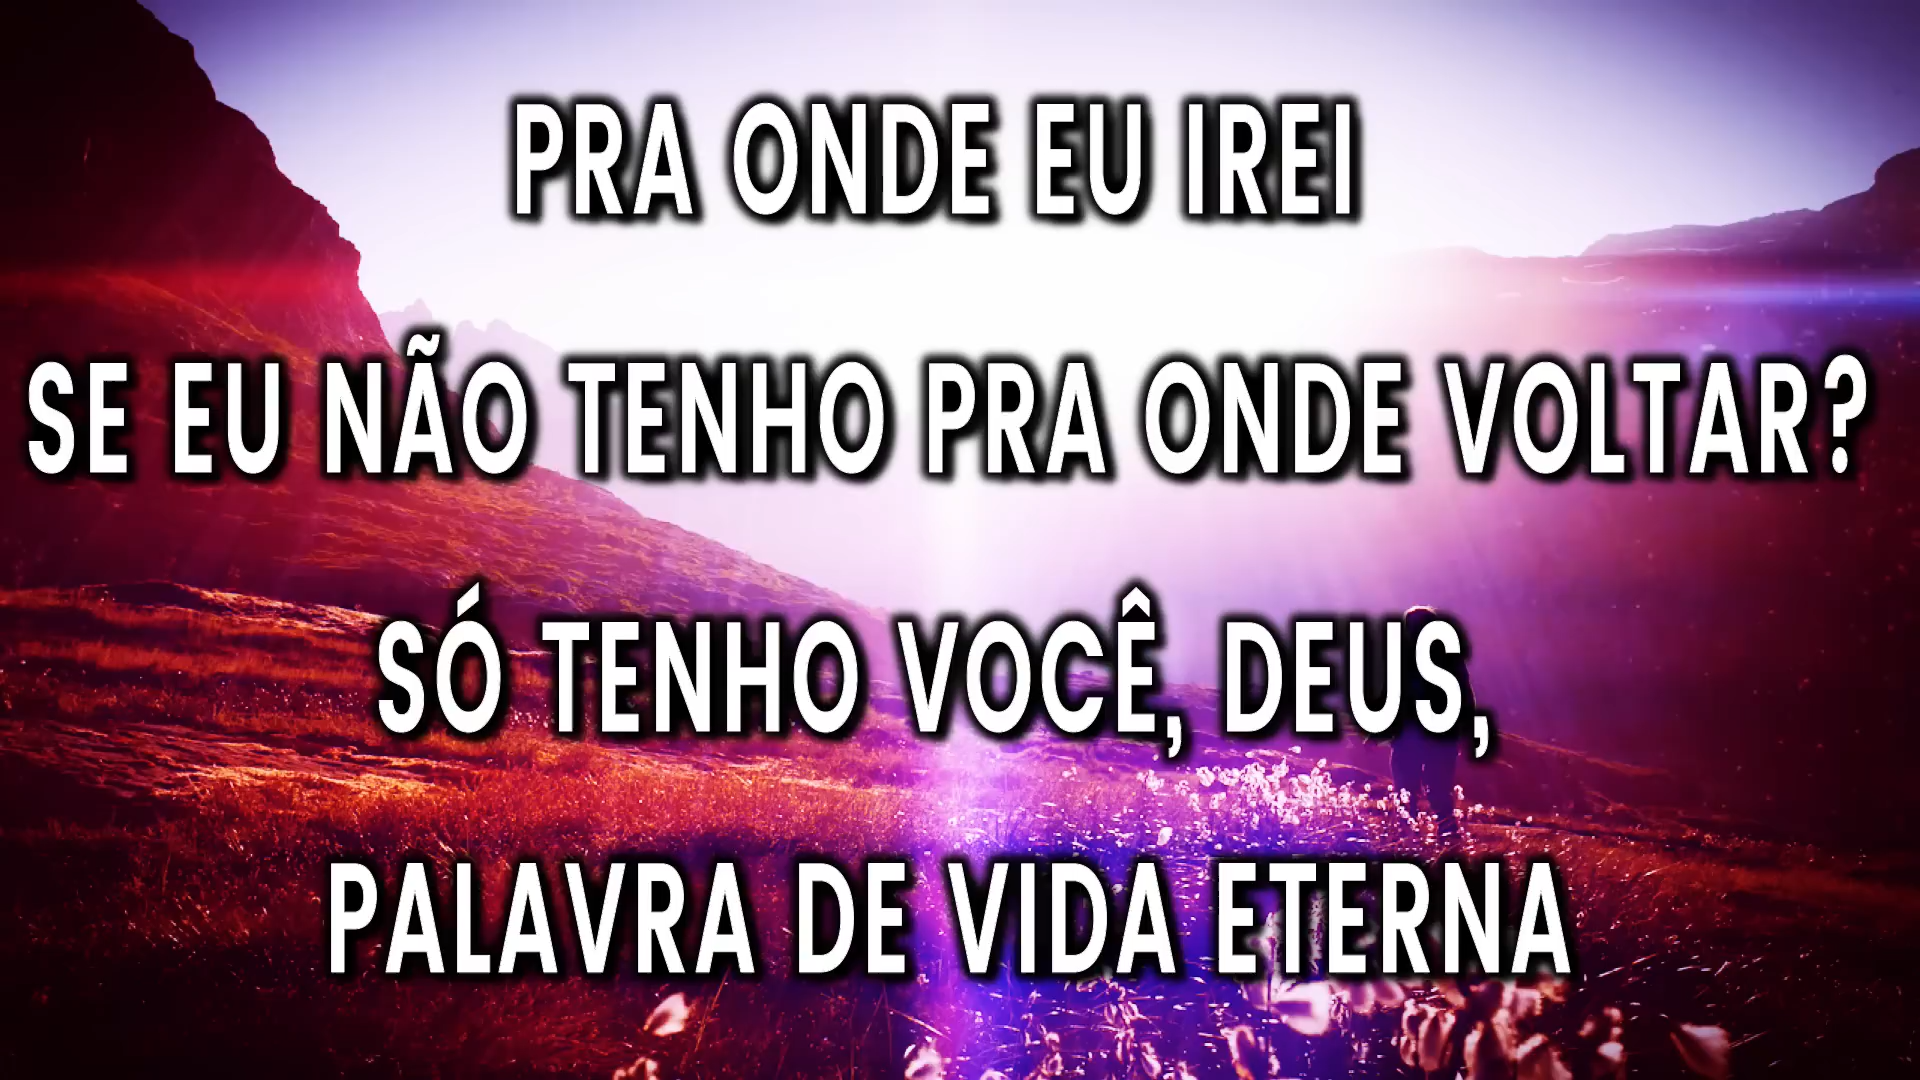 PRA ONDE EU IREI
SE EU NÃO TENHO PRA ONDE VOLTAR?
SÓ TENHO VOCÊ, DEUS,
PALAVRA DE VIDA ETERNA